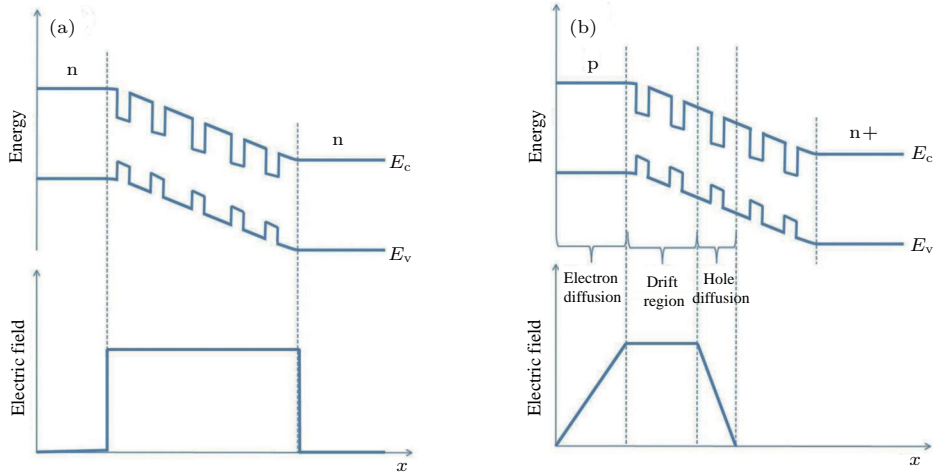 (a)
n
n
Energy
Ec
Ev
Electric field
x
(b)
p
n+
Energy
Ec
Ev
Electron
diffusion
Drift
region
Hole
diffusion
Electric field
x